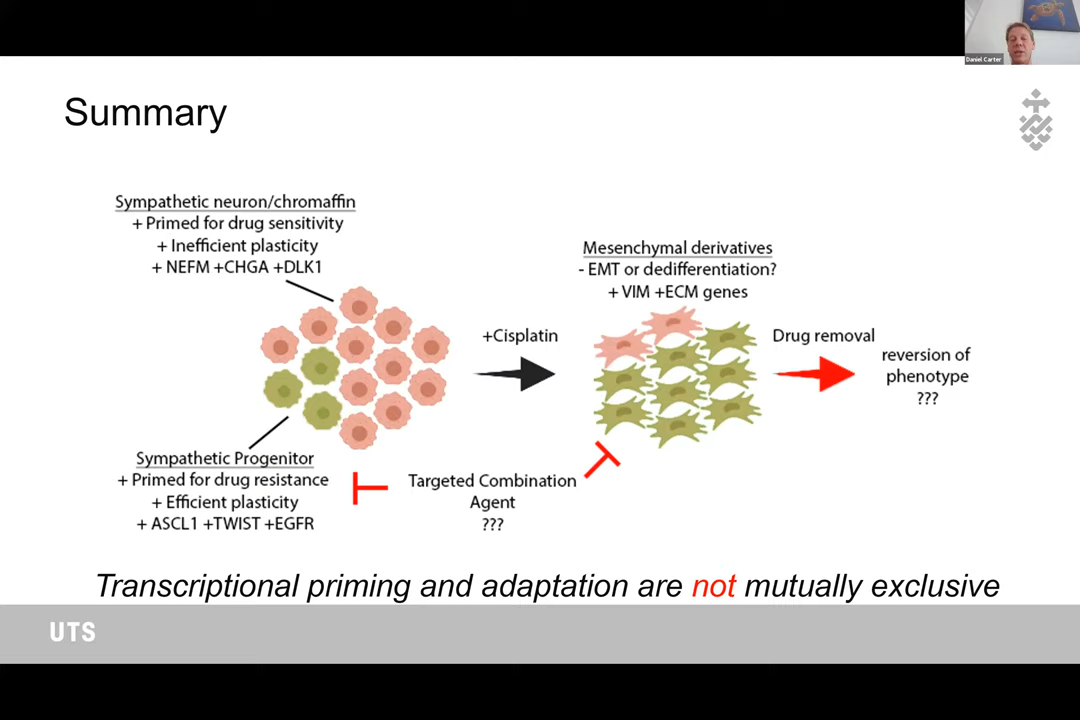 Daniel Carter
Summary
Sympathetic neuron/chromaffin
+ Primed for drug sensitivity
+ Inefficient plasticity
+ NEFM +CHGA +DLK1
Mesenchymal derivatives
- EMT or dedifferentiation?
+ VIM +ECM genes
+Cisplatin
Drug removal
reversion of
phenotype
???
Sympathetic Progenitor
+ Primed for drug resistance
+ Efficient plasticity
+ ASCL1 +TWIST +EGFR
Targeted Combination
Agent
???
Transcriptional priming and adaptation are not mutually exclusive
UTS